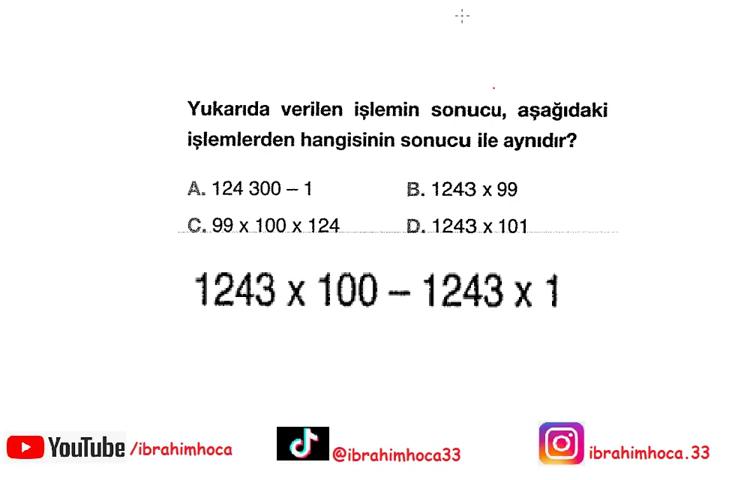 Yukarıda verilen işlemin sonucu, aşağıdaki
işlemlerden hangisinin sonucu ile aynıdır?
A. 124 300 – 1 B. 1243 x 99
C. 99 x 100 x 124 D. 1243 x 101
1243 x 100 – 1243 x 1
YouTube /ibrahimhoca @ibrahimhoca33 ibrahimhoca.33